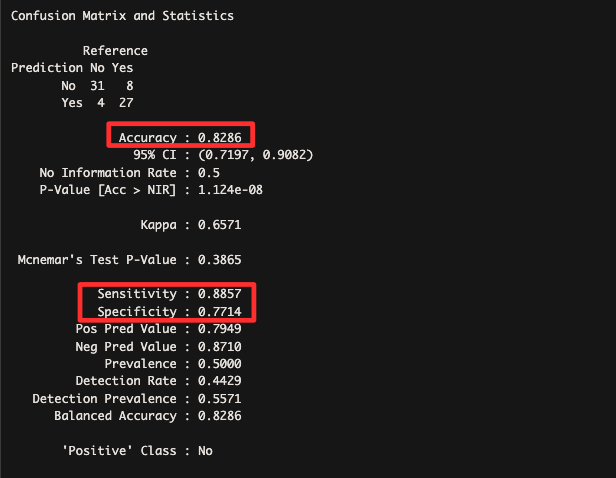 Confusion Matrix and Statistics
Reference
Prediction No Yes
No 31 8
Yes 4 27
Accuracy : 0.8286
95% CI : (0.7197, 0.9082)
No Information Rate : 0.5
P-Value [Acc > NIR] : 1.124e-08
Kappa : 0.6571
Mcnemar's Test P-Value : 0.3865
Sensitivity : 0.8857
Specificity : 0.7714
Pos Pred Value : 0.7949
Neg Pred Value : 0.8710
Prevalence : 0.5000
Detection Rate : 0.4429
Detection Prevalence : 0.5571
Balanced Accuracy : 0.8286
'Positive' Class : No